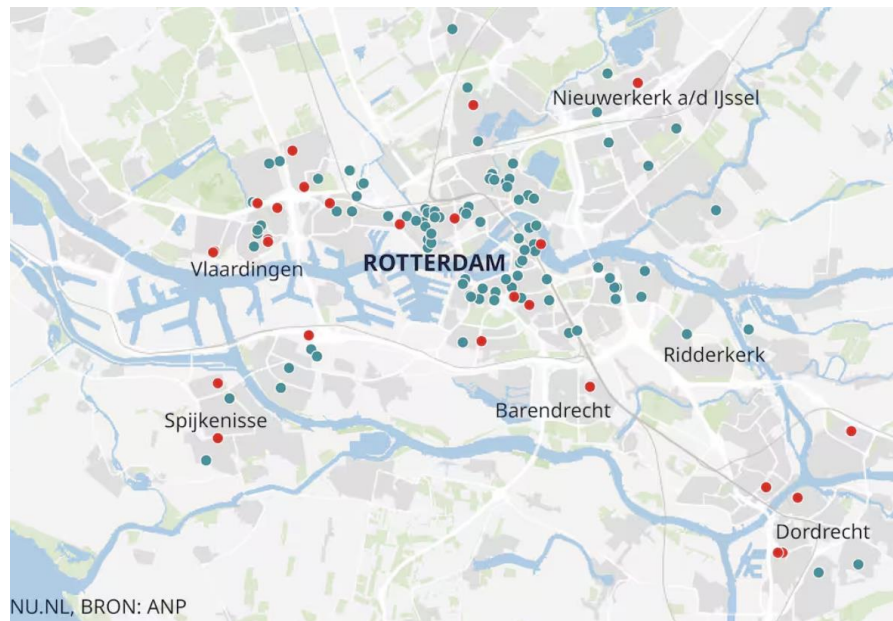 Nieuwerkerk a/d IJssel
Vlaardingen
ROTTERDAM
Ridderkerk
Spijkenisse
Barendrecht
Dordrecht
NU.NL, BRON: ANP